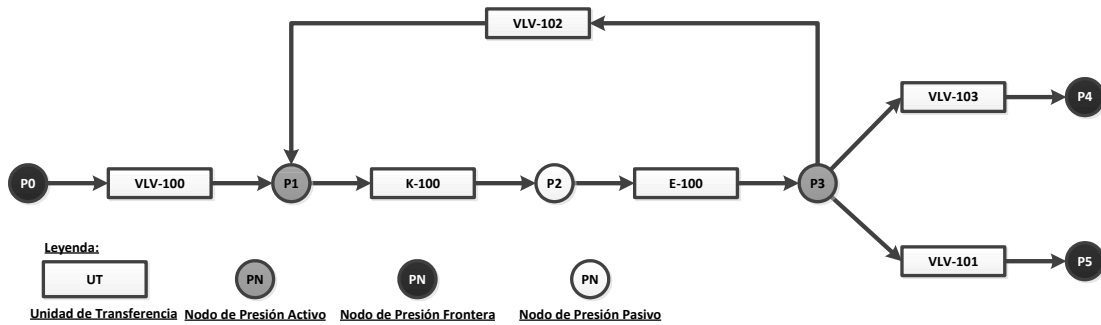 VLV-102
VLV-103
P4
P0
VLV-100
P1
K-100
P2
E-100
P3
VLV-101
P5
Leyenda:
UT
PN
PN
PN
Unidad de Transferencia
Nodo de Presión Activo
Nodo de Presión Frontera
Nodo de Presión Pasivo